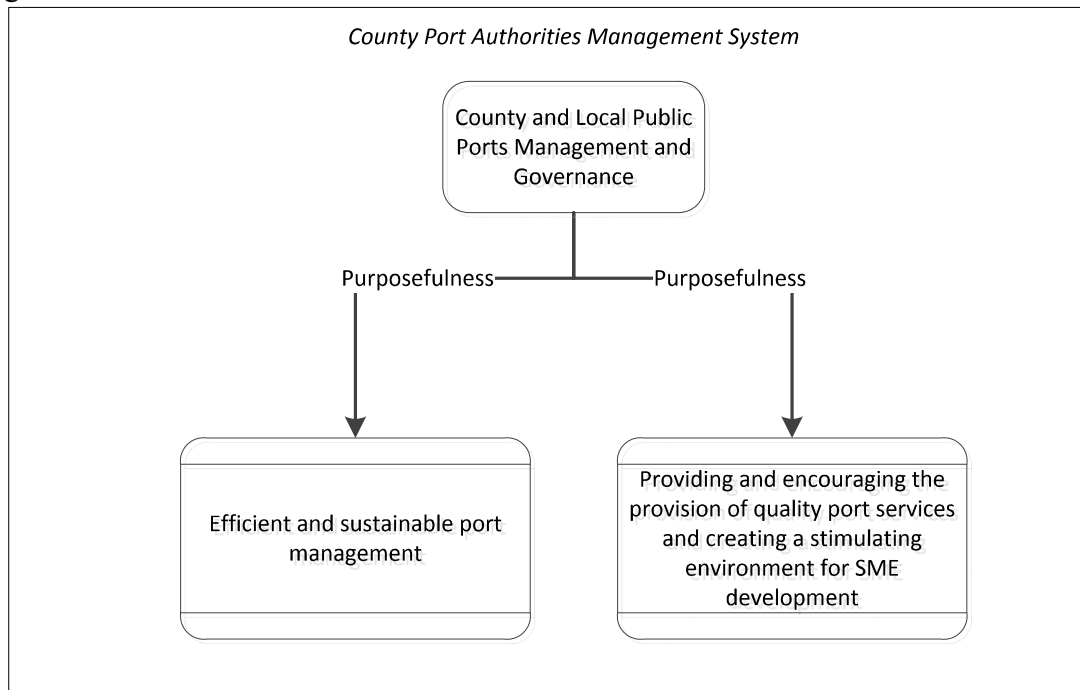 County Port Authorities Management System
County and Local Public
Ports Management and
Governance
Purposefulness
Purposefulness
Efficient and sustainable port
management
Providing and encouraging the
provision of quality port services
and creating a stimulating
environment for SME
development